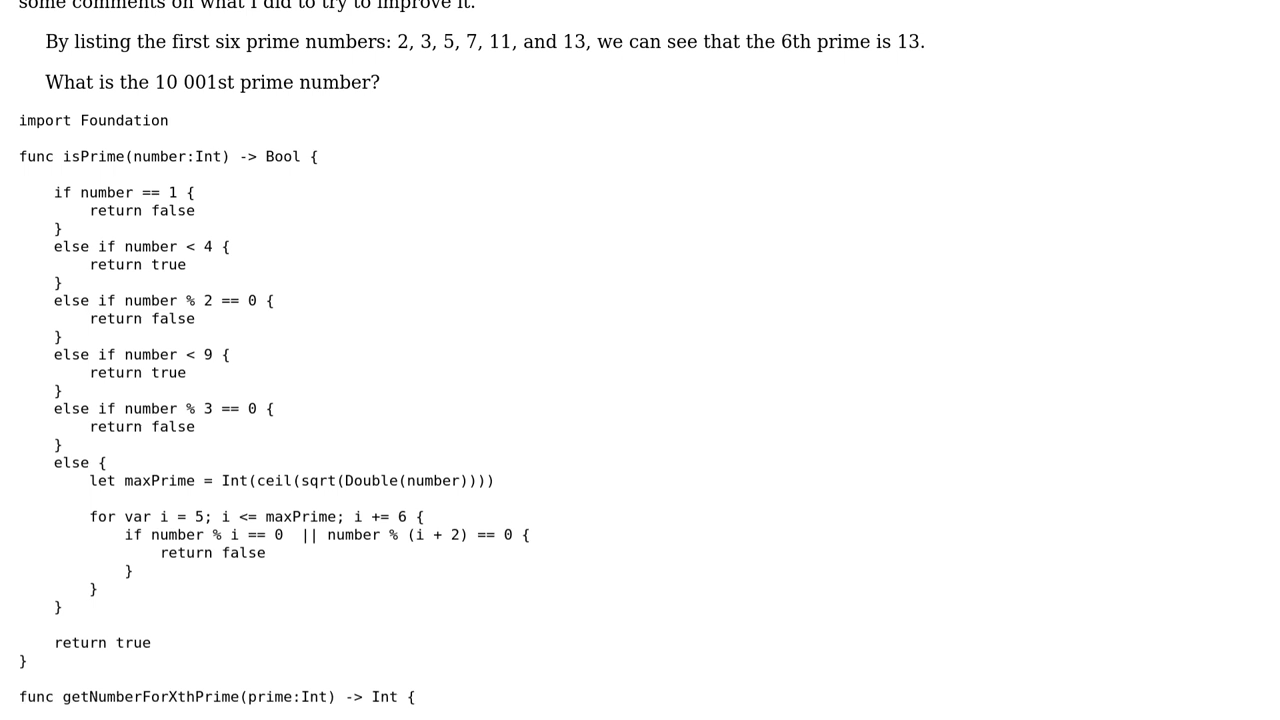 some comments on what I did to try to improve it.
By listing the first six prime numbers: 2, 3, 5, 7, 11, and 13, we can see that the 6th prime is 13.
What is the 10 001st prime number?
import Foundation
func isPrime(number:Int) -> Bool {
    if number == 1 {
        return false
    }
    else if number < 4 {
        return true
    }
    else if number % 2 == 0 {
        return false
    }
    else if number < 9 {
        return true
    }
    else if number % 3 == 0 {
        return false
    }
    else {
        let maxPrime = Int(ceil(sqrt(Double(number))))
        for var i = 5; i <= maxPrime; i += 6 {
            if number % i == 0  || number % (i + 2) == 0 {
                return false
            }
        }
    }
    return true
}
func getNumberForXthPrime(prime:Int) -> Int {